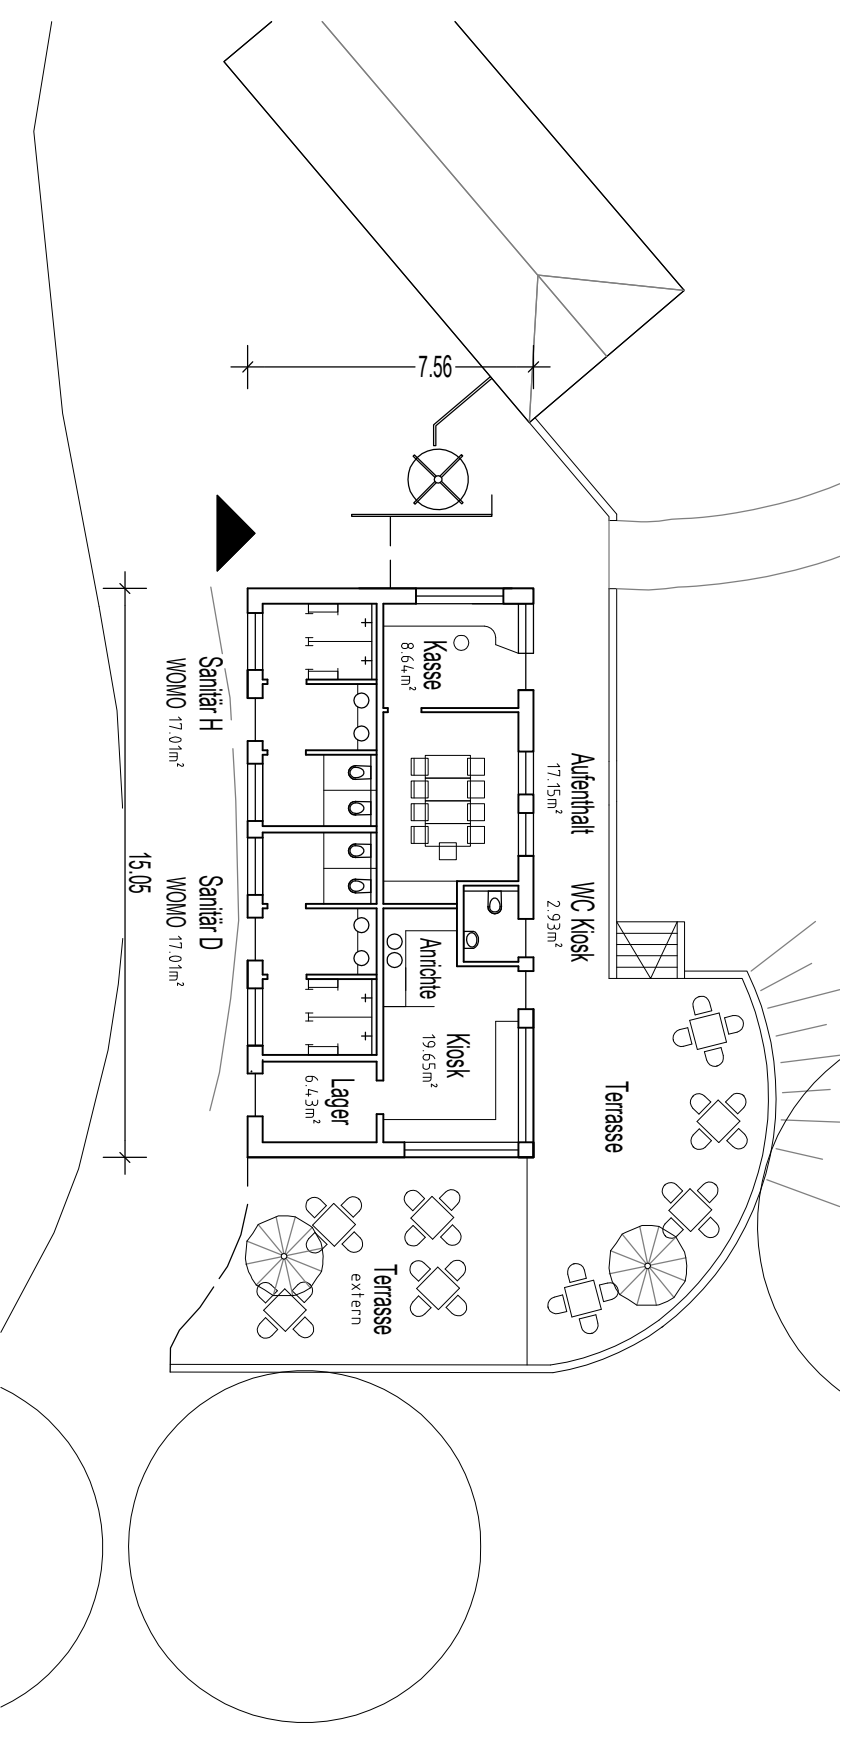 7.56
Kasse
8.64m²
Sanitär H
WOMO 17.01m²
Aufenthalt
17.15m²
15.05
Sanitär D
WOMO 17.01m²
WC Kiosk
2.93m²
Anrichte
Kiosk
19.65m²
Lager
6.43m²
Terrasse
Terrasse
extern